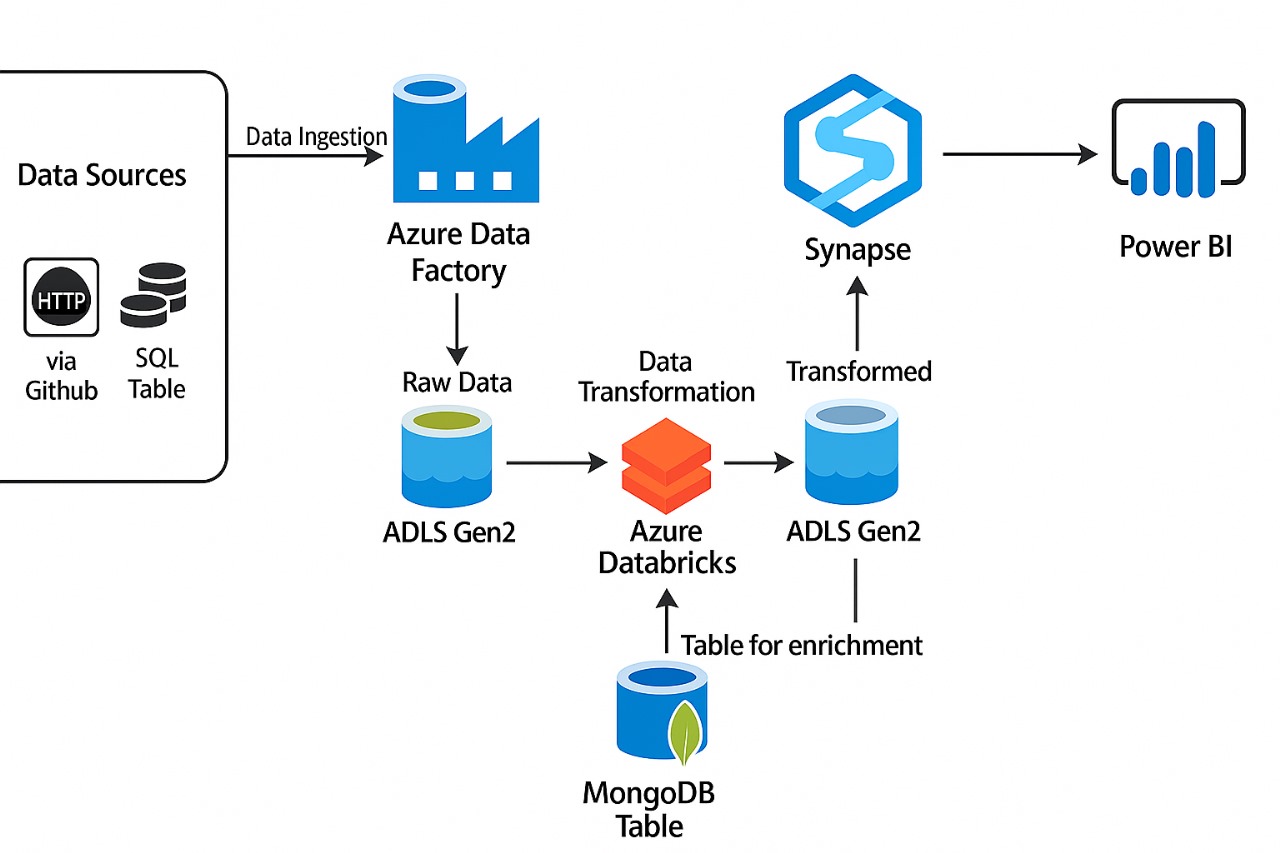 Data Sources
HTTP
via
Github
SQL
Table
Data Ingestion
Azure Data
Factory
Raw Data
ADLS Gen2
Data
Transformation
Azure
Databricks
Transformed
ADLS Gen2
Table for enrichment
MongoDB
Table
Synapse
Power BI